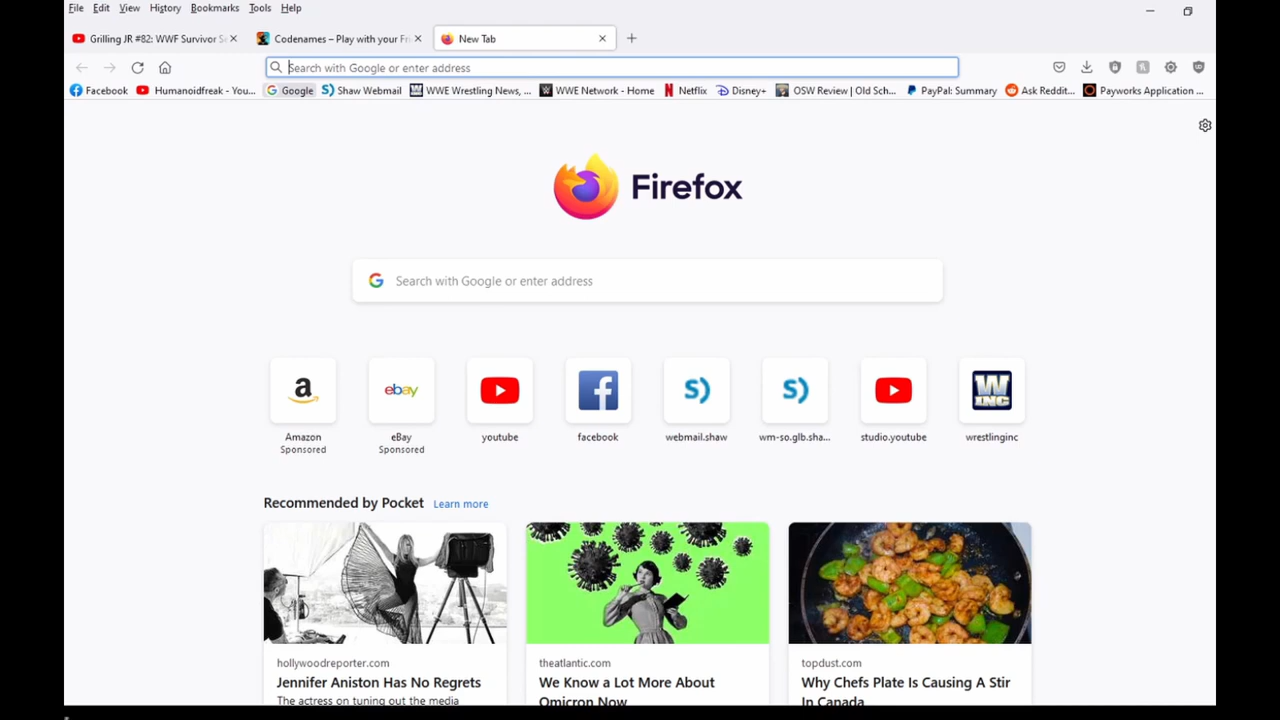 File Edit View History Bookmarks Tools Help
Grilling JR #82: WWF Survivor Se
Codenames – Play with your Fri
New Tab
Search with Google or enter address
Facebook Humanoidfreak - You... Google Shaw Webmail WWE Wrestling News, ... WWE Network - Home Netflix Disney+ OSW Review | Old Sch... PayPal: Summary Ask Reddit... Payworks Application ...
Firefox
Search with Google or enter address
Amazon
Sponsored
ebay
eBay
Sponsored
youtube
facebook
webmail.shaw
wm-so.glb.sha...
studio.youtube
W
INC
wrestlinginc
Recommended by Pocket Learn more
hollywoodreporter.com
Jennifer Aniston Has No Regrets
The actress on tuning out the media
theatlantic.com
We Know a Lot More About
Omicron Now
topdust.com
Why Chefs Plate Is Causing A Stir
In Canada